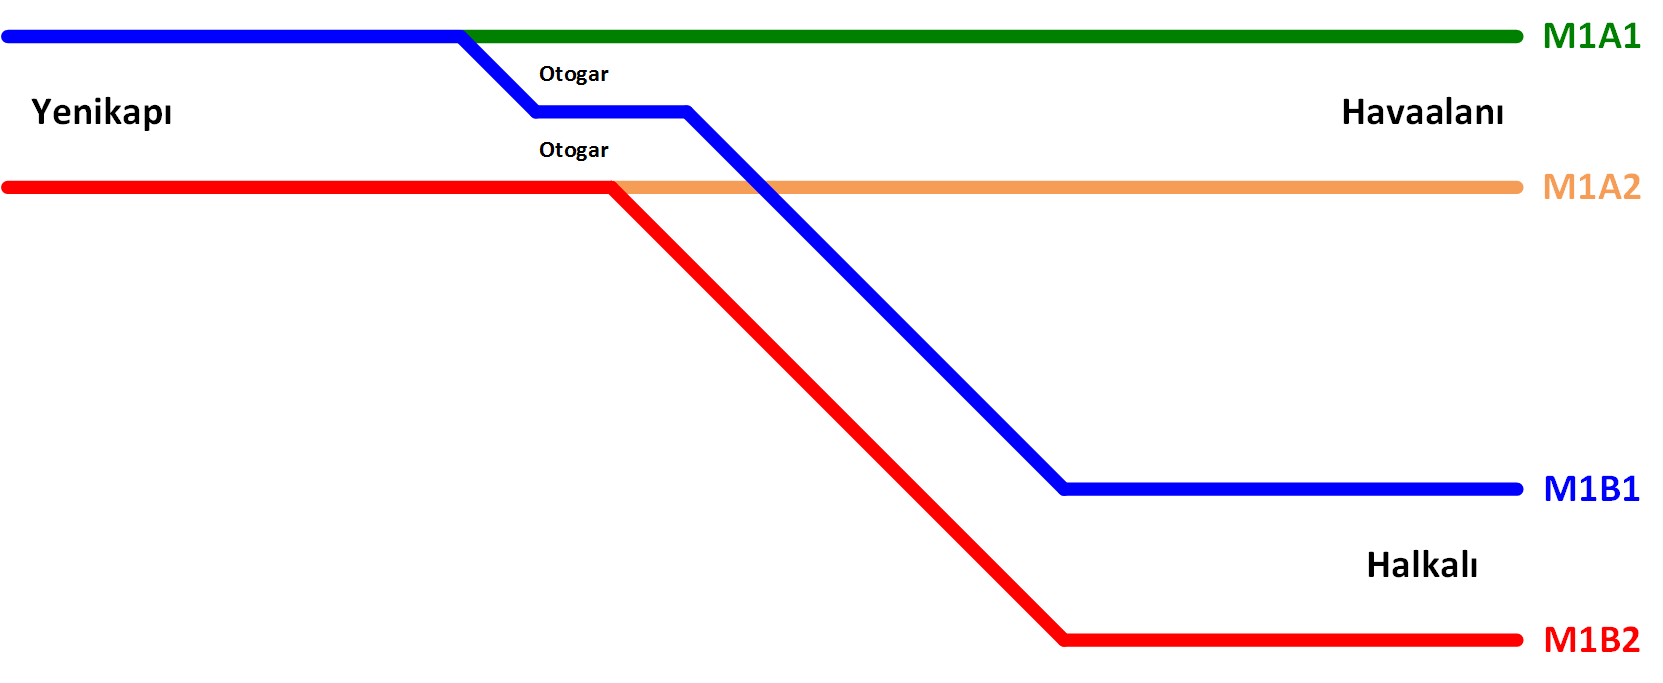 M1A1
Otogar
Yenikapı
Havaalanı
Otogar
M1A2
M1B1
Halkalı
M1B2